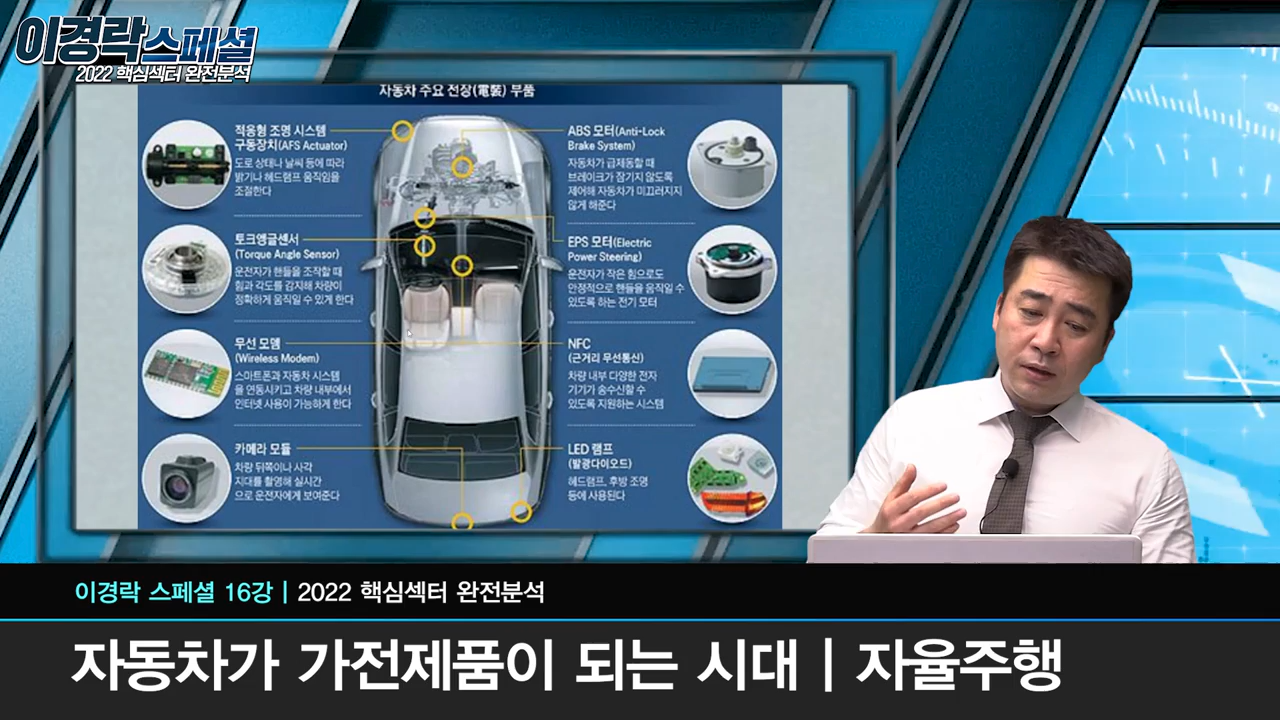 이경락스페셜
2022 핵심섹터 완전분석
자동차 주요 전장(電裝) 부품
적응형 조명 시스템
구동장치(AFS Actuator)
도로 상태나 날씨 등에 따라
밝기나 헤드램프 움직임을
조절한다
토크앵글센서
(Torque Angle Sensor)
운전자가 핸들을 조작할 때
힘과 각도를 감지해 차량이
정확하게 움직일 수 있게 한다
무선 모뎀
(Wireless Modem)
스마트폰과 자동차 시스템
을 연동시키고 차량 내부에서
인터넷 사용이 가능하게 한다
카메라 모듈
차량 뒤쪽이나 사각
지대를 촬영해 실시간
으로 운전자에게 보여준다
ABS 모터(Anti-Lock
Brake System)
자동차가 급제동할 때
브레이크가 잠기지 않도록
제어해 자동차가 미끄러지지
않게 해준다
EPS 모터(Electric
Power Steering)
운전자가 작은 힘으로도
안정적으로 핸들을 움직일 수
있도록 하는 전기 모터
NFC
(근거리 무선통신)
차량 내부 다양한 전자
기기가 송수신할 수
있도록 지원하는 시스템
LED 램프
(발광다이오드)
헤드램프, 후방 조명
등에 사용된다
이경락 스페셜 16강 | 2022 핵심섹터 완전분석
자동차가 가전제품이 되는 시대 | 자율주행